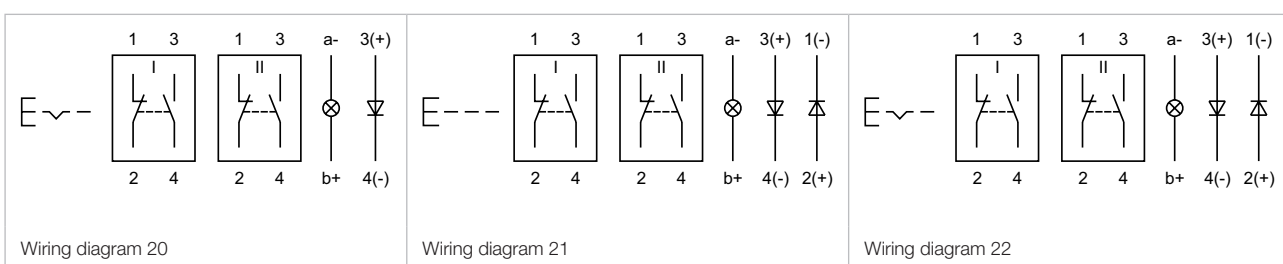 1 3 1 3 a- 3(+)
I II
2 4 2 4 b+ 4(-)
Wiring diagram 20
1 3 1 3 a- 3(+) 1(-)
I II
2 4 2 4 b+ 4(-) 2(+)
Wiring diagram 21
1 3 1 3 a- 3(+) 1(-)
I II
2 4 2 4 b+ 4(-) 2(+)
Wiring diagram 22